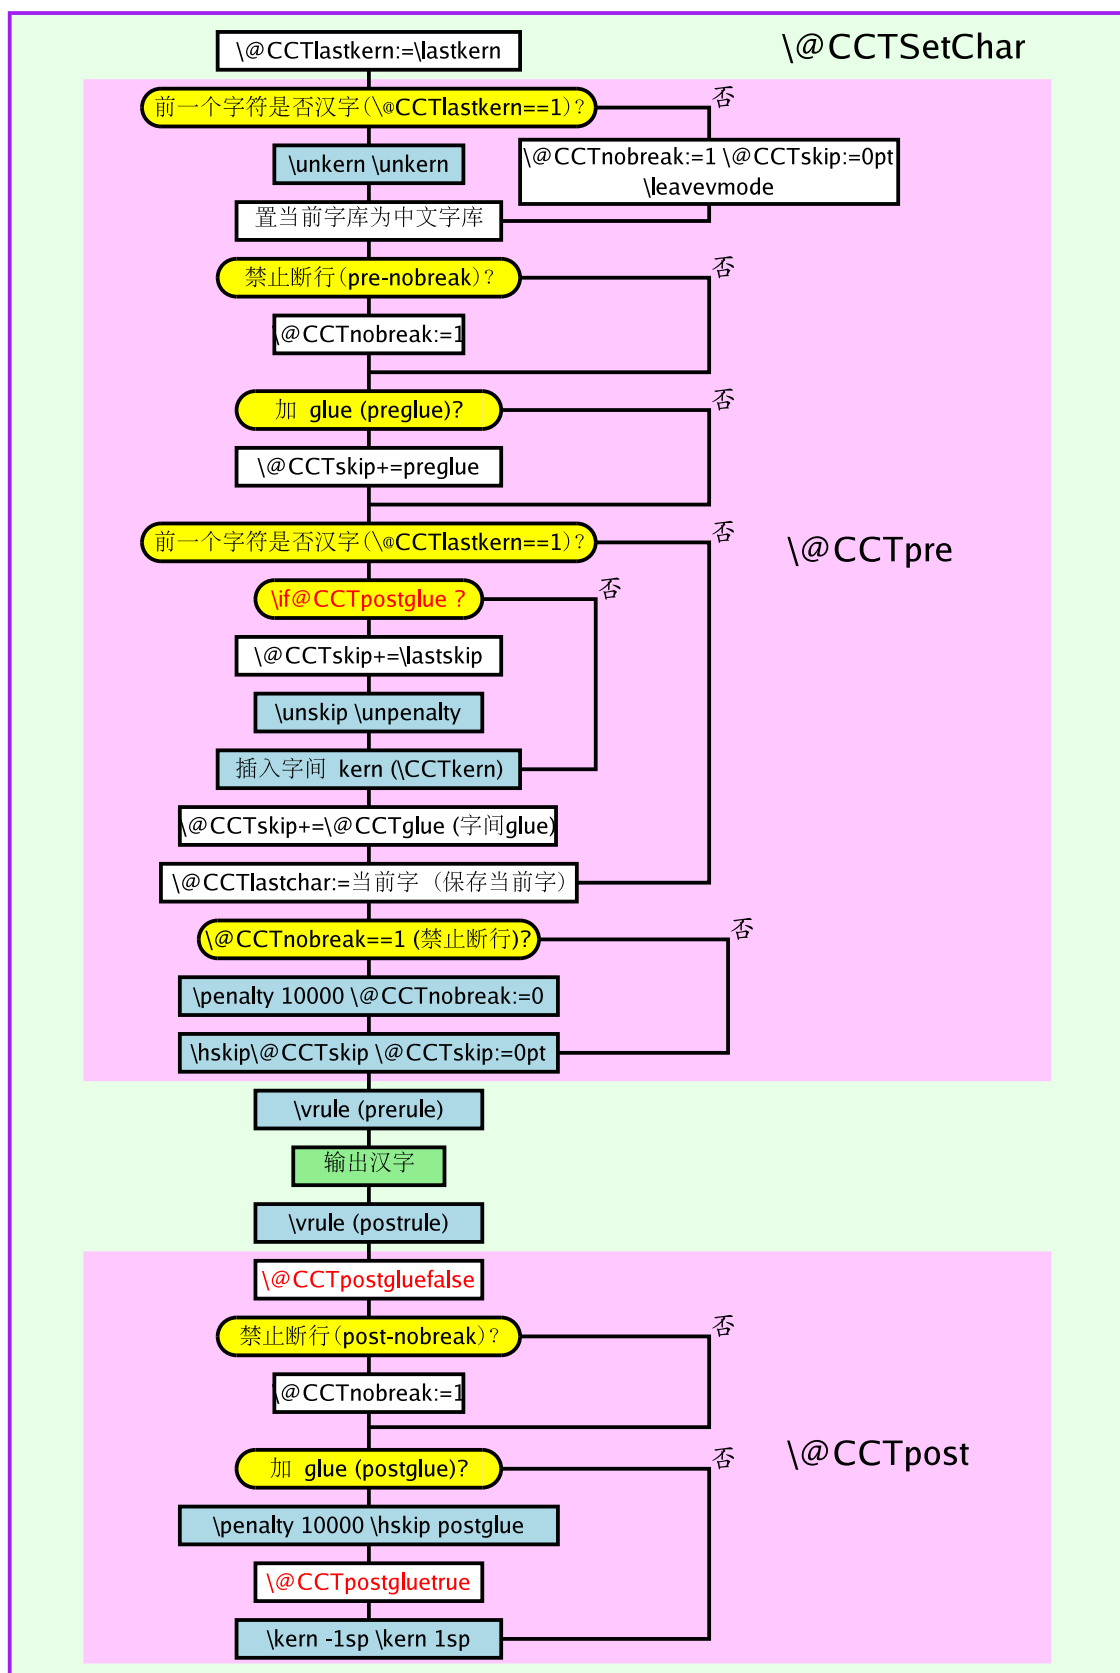 \@CCTlastkern:=\lastkern
\@CCTSetChar
前一个字符是否汉字(\@CCTlastkern==1)?
否
\unkern \unkern
\@CCTnobreak:=1 \@CCTskip:=0pt
\leavevmode
置当前字库为中文字库
禁止断行(pre-nobreak)?
否
\@CCTnobreak:=1
加 glue (preglue)?
否
\@CCTskip+=preglue
前一个字符是否汉字(\@CCTlastkern==1)?
否
\@CCTpre
\if@CCTpostglue ?
否
\@CCTskip+=\lastskip
\unskip \unpenalty
插入字间 kern (\CCTkern)
\@CCTskip+=\@CCTglue (字间glue)
\@CCTlastchar:=当前字 (保存当前字)
\@CCTnobreak==1 (禁止断行)?
否
\penalty 10000 \@CCTnobreak:=0
\hskip\@CCTskip \@CCTskip:=0pt
\vrule (prerule)
输出汉字
\vrule (postrule)
\@CCTpostgluefalse
禁止断行(post-nobreak)?
否
\@CCTnobreak:=1
加 glue (postglue)?
否
\@CCTpost
\penalty 10000 \hskip postglue
\@CCTpostgluetrue
\kern -1sp \kern 1sp